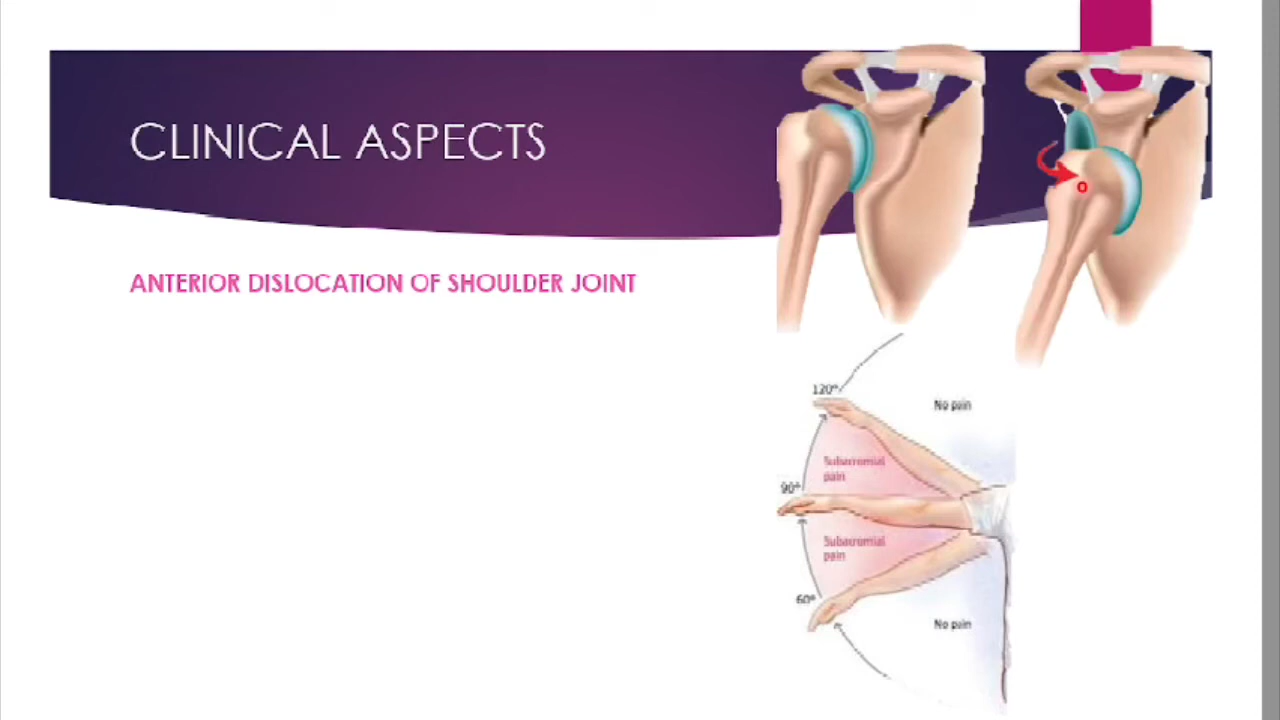 CLINICAL ASPECTS
ANTERIOR DISLOCATION OF SHOULDER JOINT
120°
No pain
Subacromial
pain
90°
Subacromial
pain
60°
No pain